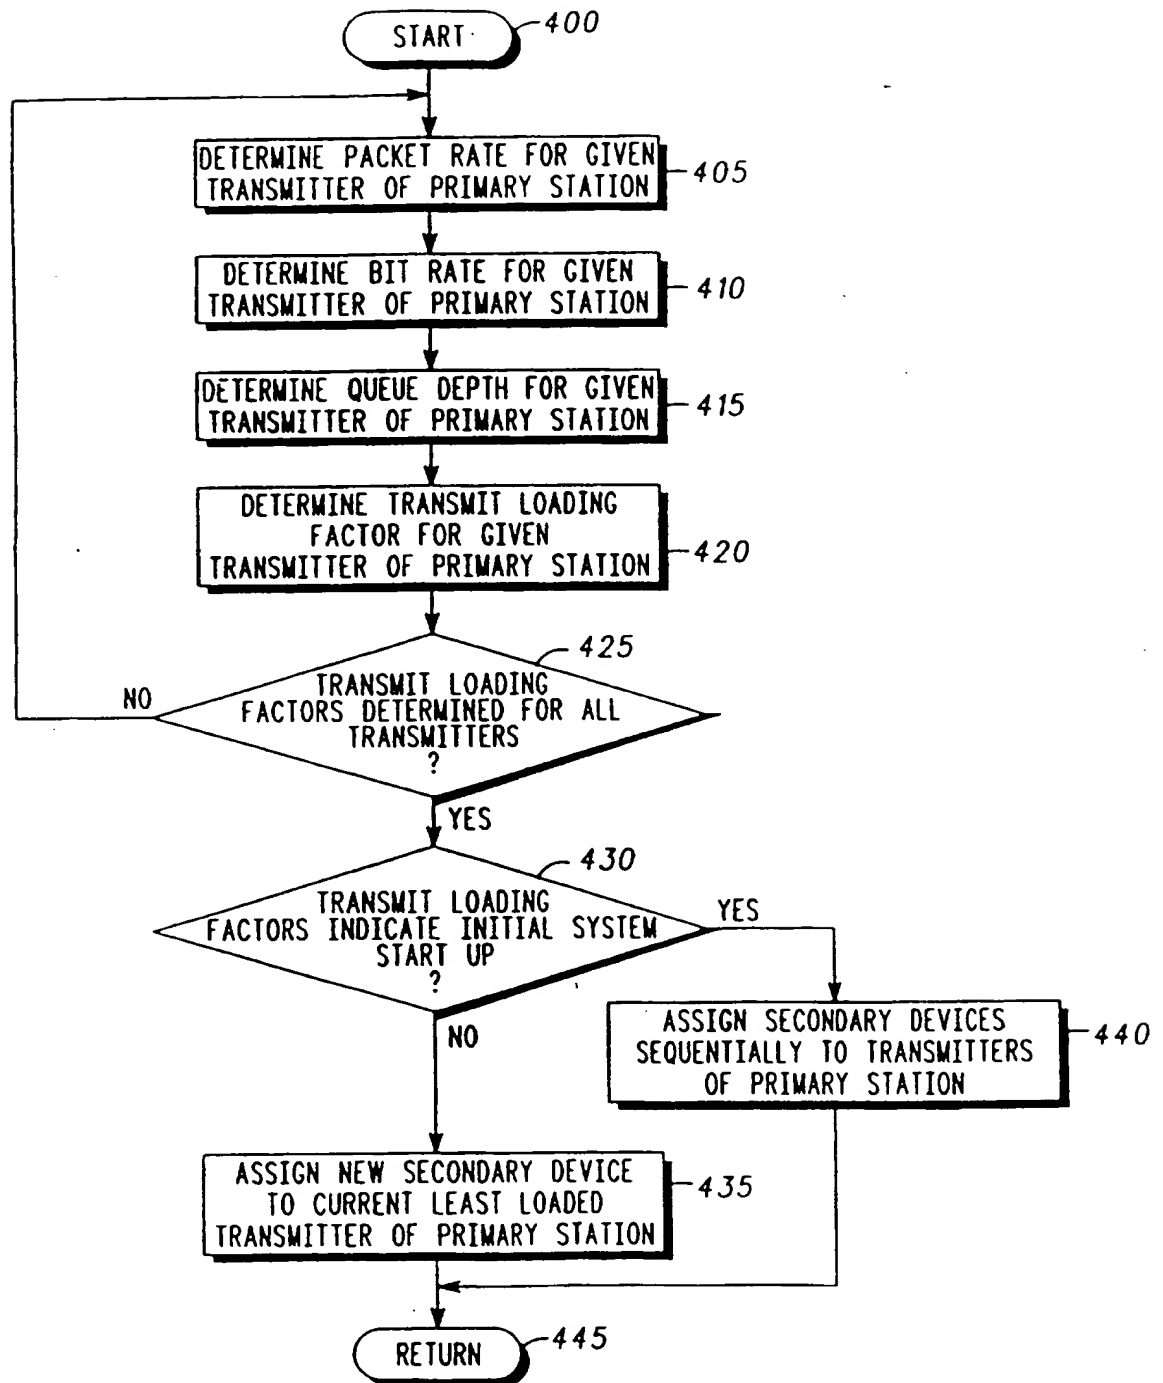 START
400
DETERMINE PACKET RATE FOR GIVEN
TRANSMITTER OF PRIMARY STATION
405
DETERMINE BIT RATE FOR GIVEN
TRANSMITTER OF PRIMARY STATION
410
DETERMINE QUEUE DEPTH FOR GIVEN
TRANSMITTER OF PRIMARY STATION
415
DETERMINE TRANSMIT LOADING
FACTOR FOR GIVEN
TRANSMITTER OF PRIMARY STATION
420
425
TRANSMIT LOADING
FACTORS DETERMINED FOR ALL
TRANSMITTERS
?
NO
YES
430
TRANSMIT LOADING
FACTORS INDICATE INITIAL SYSTEM
START UP
?
YES
NO
ASSIGN SECONDARY DEVICES
SEQUENTIALLY TO TRANSMITTERS
OF PRIMARY STATION
440
ASSIGN NEW SECONDARY DEVICE
TO CURRENT LEAST LOADED
TRANSMITTER OF PRIMARY STATION
435
RETURN
445